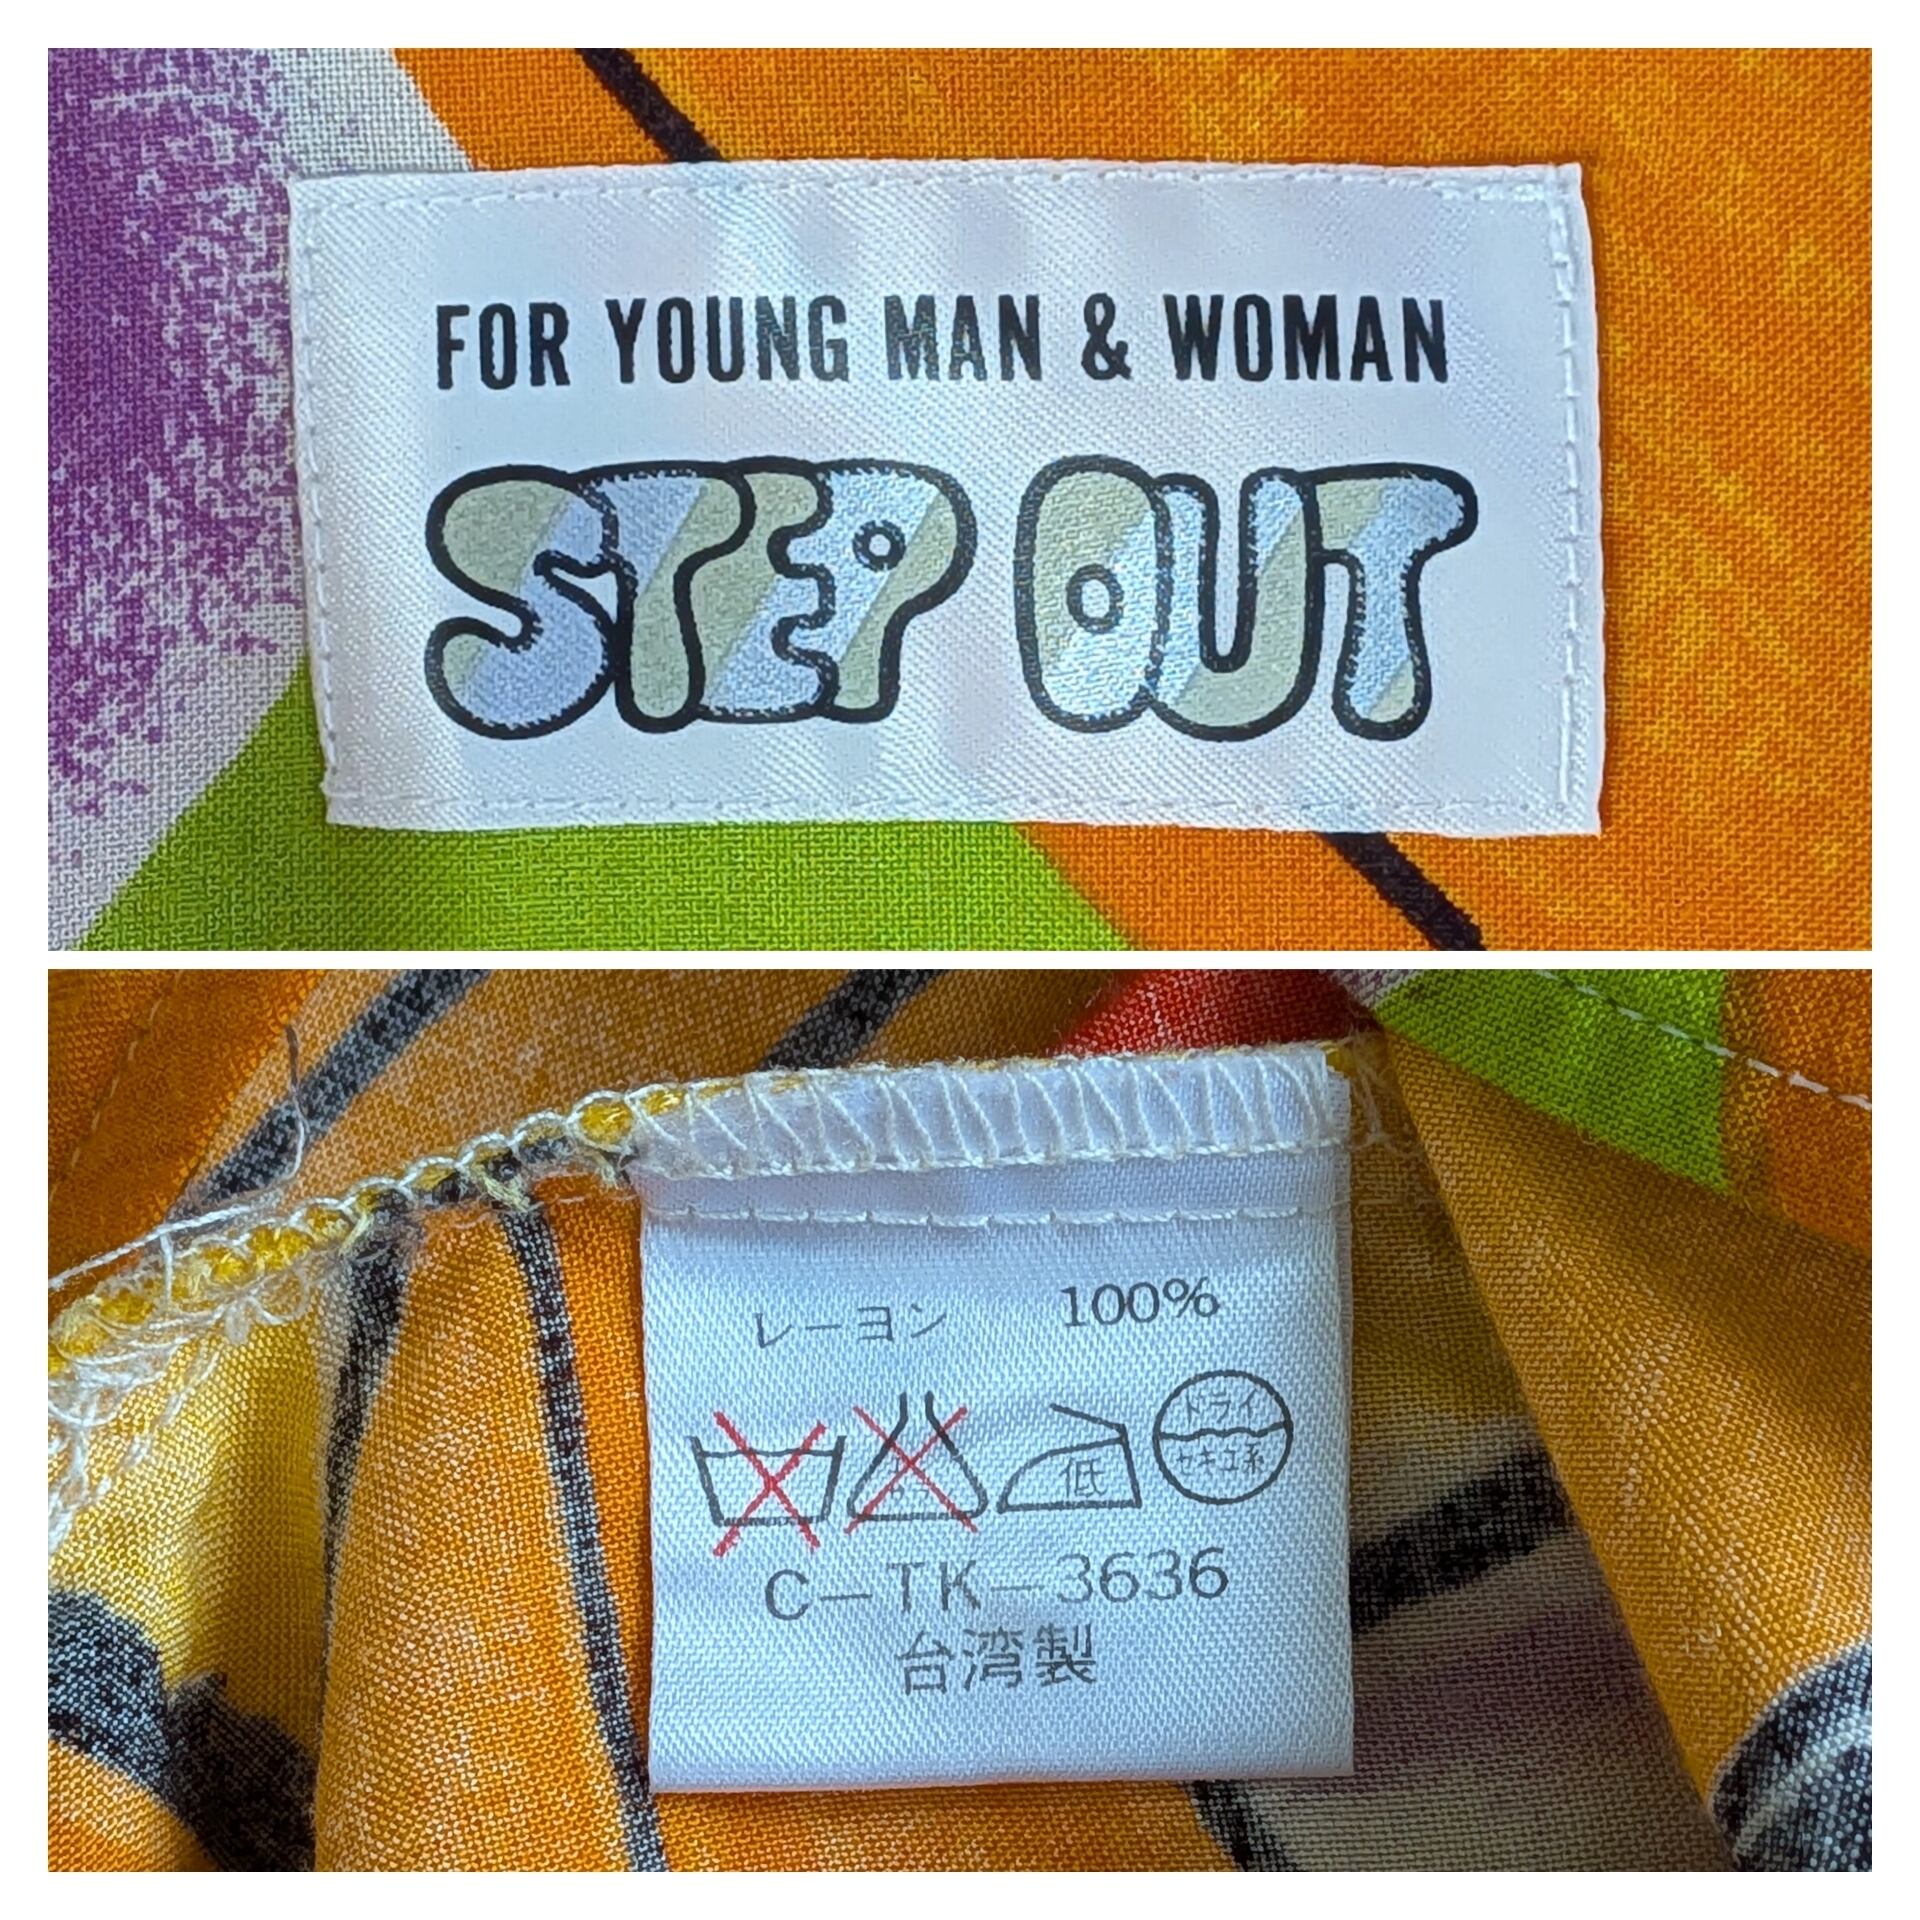 FOR YOUNG MAN & WOMAN
STEP OUT
レーヨン 100%
低
ドライ
セキユ系
C-TK-3636
台湾製